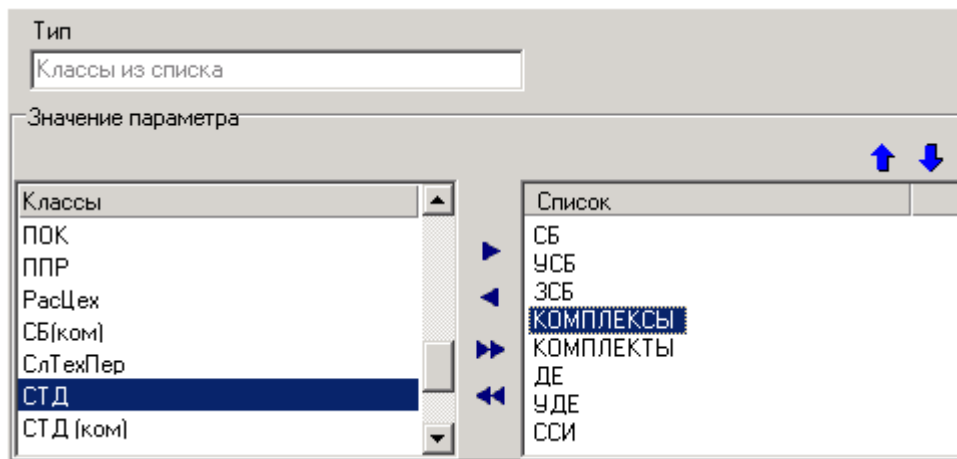 Тип
Классы из списка
Значение параметра
Классы
ПОК
ППР
РасЦех
СБ(ком)
СлТехПер
СТД
СТД (ком)
Список
СБ
УСБ
ЗСБ
КОМПЛЕКСЫ
КОМПЛЕКТЫ
ДЕ
УДЕ
ССИ